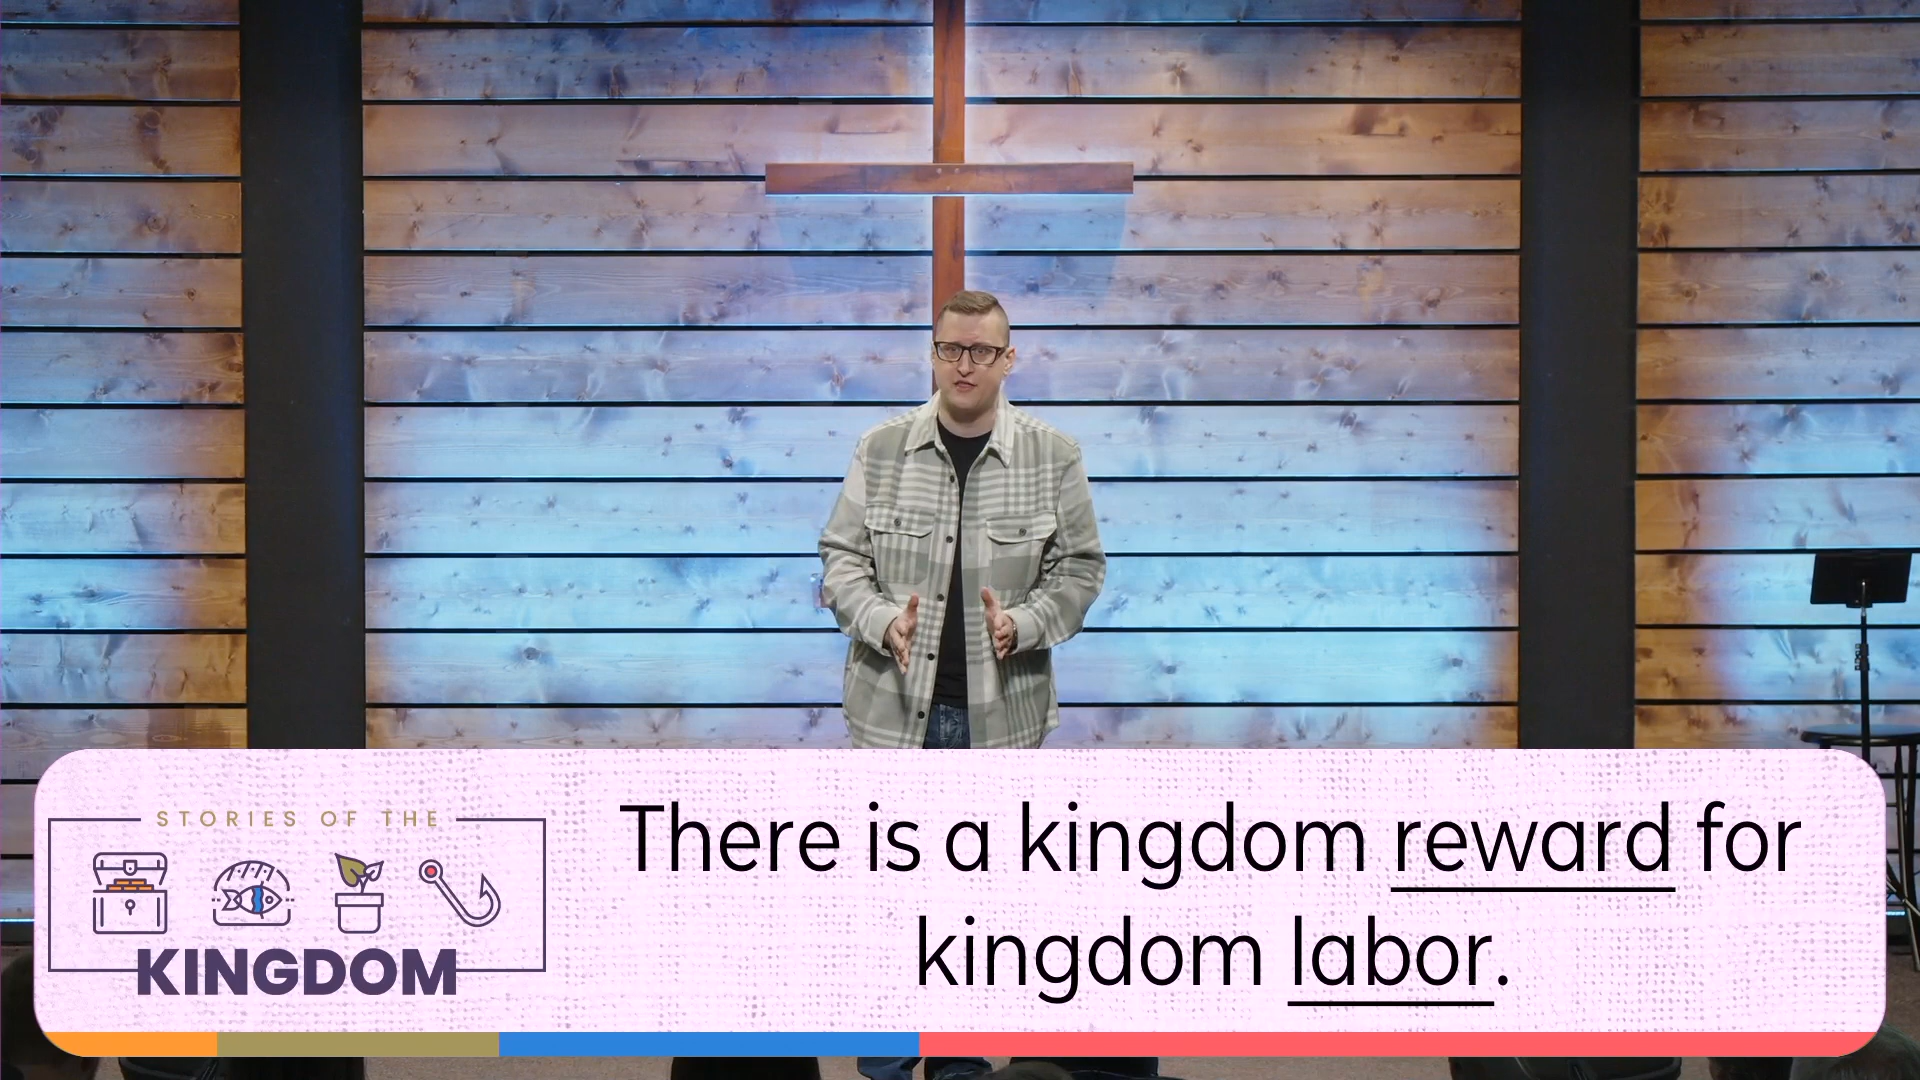 STORIES OF THE
KINGDOM
There is a kingdom reward for
kingdom labor.